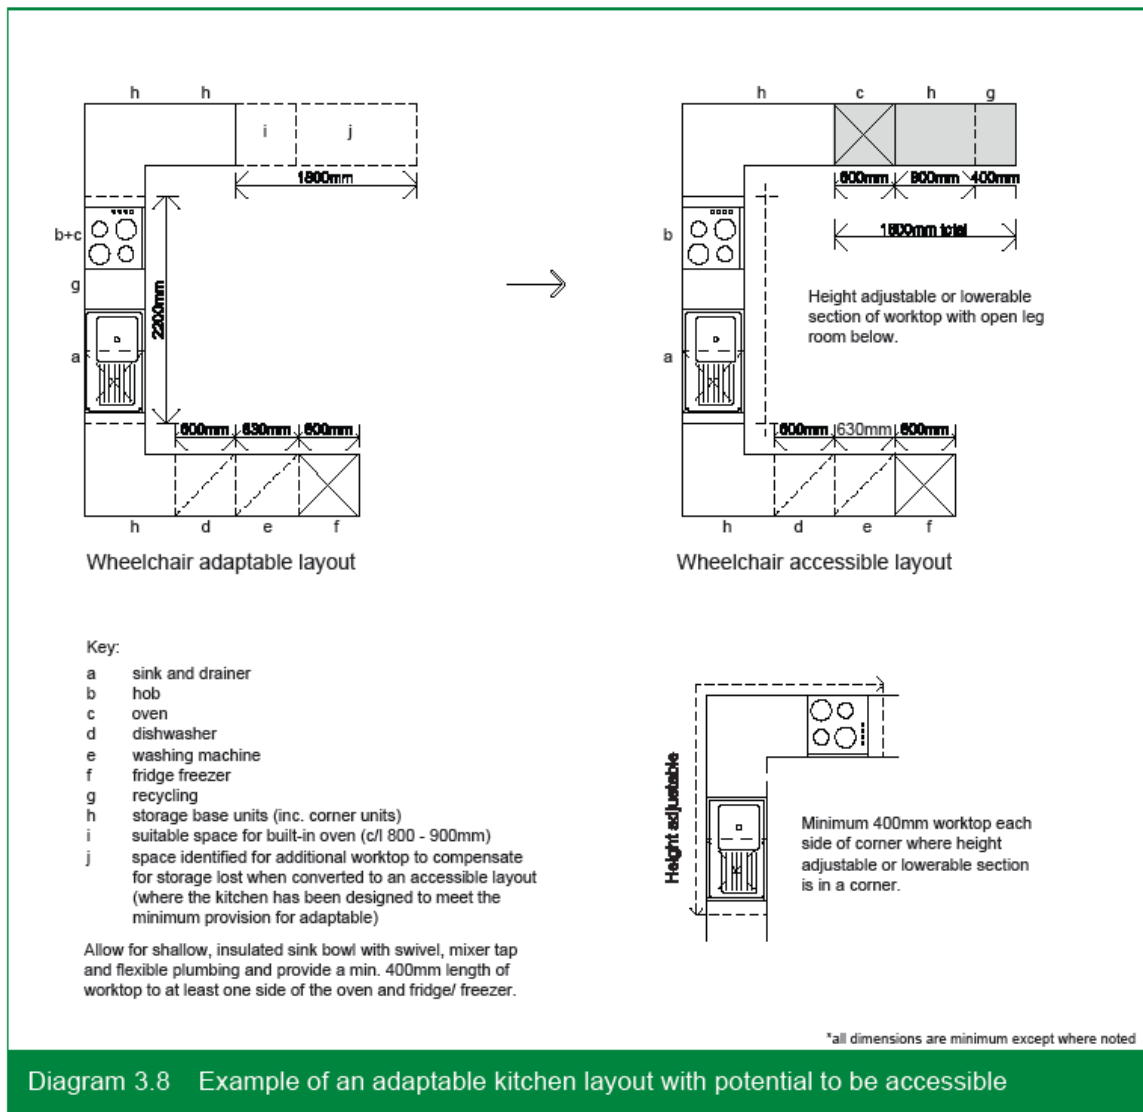 h h
i j
1800mm
b+c
g
2200mm
a
600mm 630mm 600mm
h d e f
Wheelchair adaptable layout
h c h g
600mm 800mm 400mm
1800mm total
b
Height adjustable or lowerable
section of worktop with open leg
room below.
a
600mm 630mm 600mm
h d e f
Wheelchair accessible layout
Key:
a sink and drainer
b hob
c oven
d dishwasher
e washing machine
f fridge freezer
g recycling
h storage base units (inc. corner units)
i suitable space for built-in oven (c/l 800 - 900mm)
j space identified for additional worktop to compensate
for storage lost when converted to an accessible layout
(where the kitchen has been designed to meet the
minimum provision for adaptable)
Allow for shallow, insulated sink bowl with swivel, mixer tap
and flexible plumbing and provide a min. 400mm length of
worktop to at least one side of the oven and fridge/ freezer.
Height adjustable
Minimum 400mm worktop each
side of corner where height
adjustable or lowerable section
is in a corner.
*all dimensions are minimum except where noted
Diagram 3.8 Example of an adaptable kitchen layout with potential to be accessible